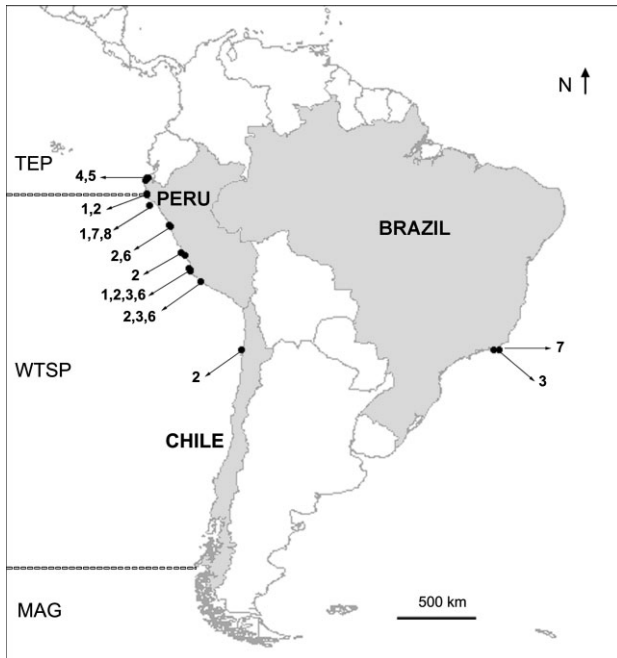 N
TEP
4,5
PERU
1,2
1,7,8
BRAZIL
2,6
2
1,2,3,6
2,3,6
7
WTSP
2
3
CHILE
500 km
MAG